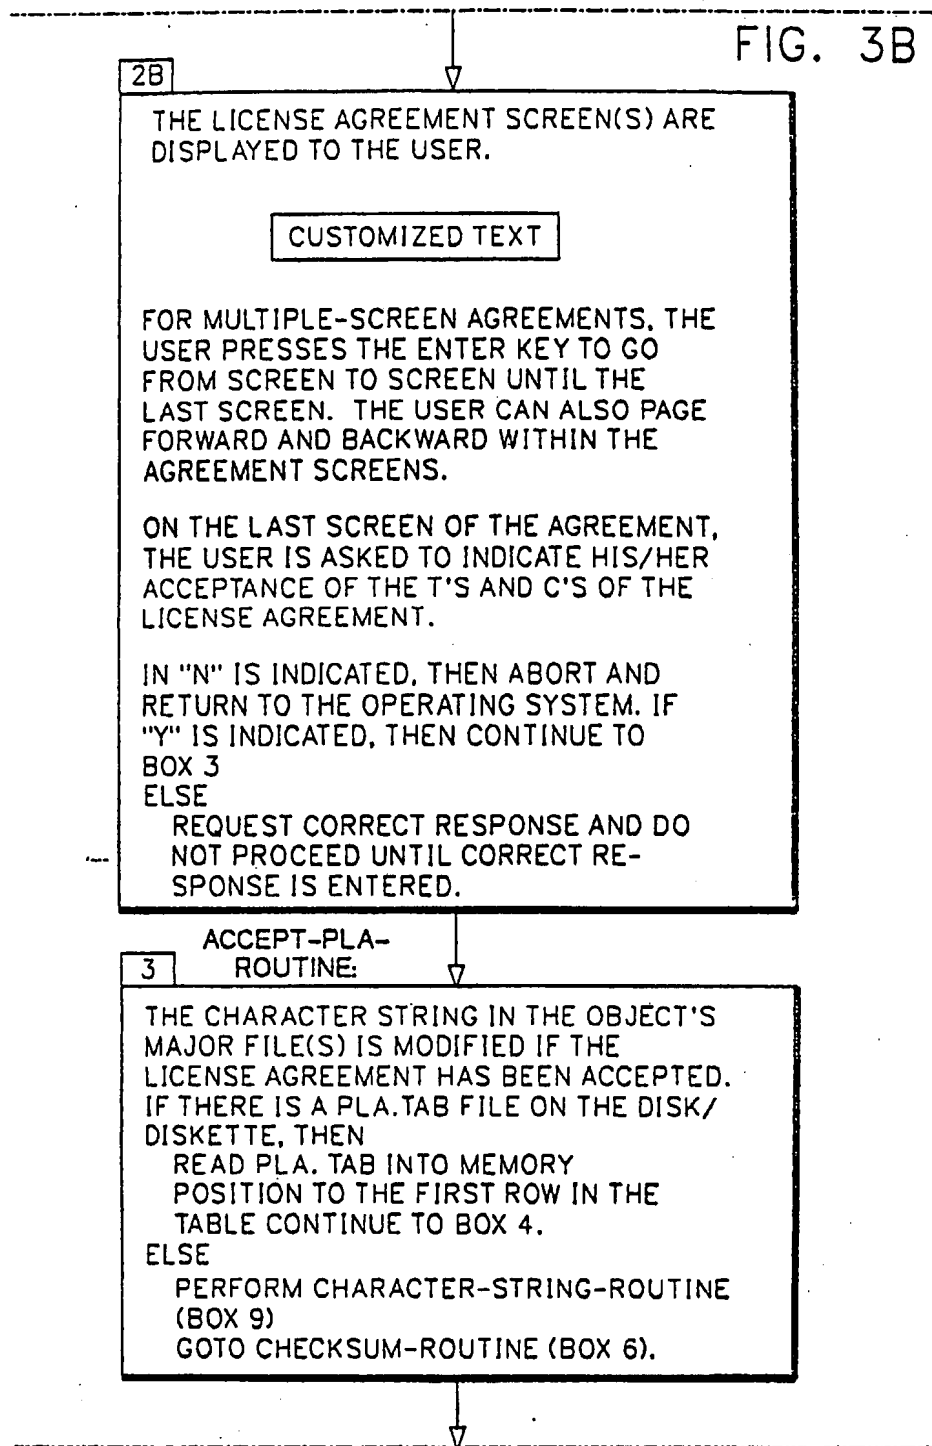 FIG. 3B
2B
THE LICENSE AGREEMENT SCREEN(S) ARE
DISPLAYED TO THE USER.
CUSTOMIZED TEXT
FOR MULTIPLE-SCREEN AGREEMENTS, THE
USER PRESSES THE ENTER KEY TO GO
FROM SCREEN TO SCREEN UNTIL THE
LAST SCREEN. THE USER CAN ALSO PAGE
FORWARD AND BACKWARD WITHIN THE
AGREEMENT SCREENS.
ON THE LAST SCREEN OF THE AGREEMENT,
THE USER IS ASKED TO INDICATE HIS/HER
ACCEPTANCE OF THE T'S AND C'S OF THE
LICENSE AGREEMENT.
IN "N" IS INDICATED, THEN ABORT AND
RETURN TO THE OPERATING SYSTEM. IF
"Y" IS INDICATED, THEN CONTINUE TO
BOX 3
ELSE
REQUEST CORRECT RESPONSE AND DO
NOT PROCEED UNTIL CORRECT RE-
SPONSE IS ENTERED.
ACCEPT-PLA-
ROUTINE:
3
THE CHARACTER STRING IN THE OBJECT'S
MAJOR FILE(S) IS MODIFIED IF THE
LICENSE AGREEMENT HAS BEEN ACCEPTED.
IF THERE IS A PLA.TAB FILE ON THE DISK/
DISKETTE, THEN
READ PLA. TAB INTO MEMORY
POSITION TO THE FIRST ROW IN THE
TABLE CONTINUE TO BOX 4.
ELSE
PERFORM CHARACTER-STRING-ROUTINE
(BOX 9)
GOTO CHECKSUM-ROUTINE (BOX 6).